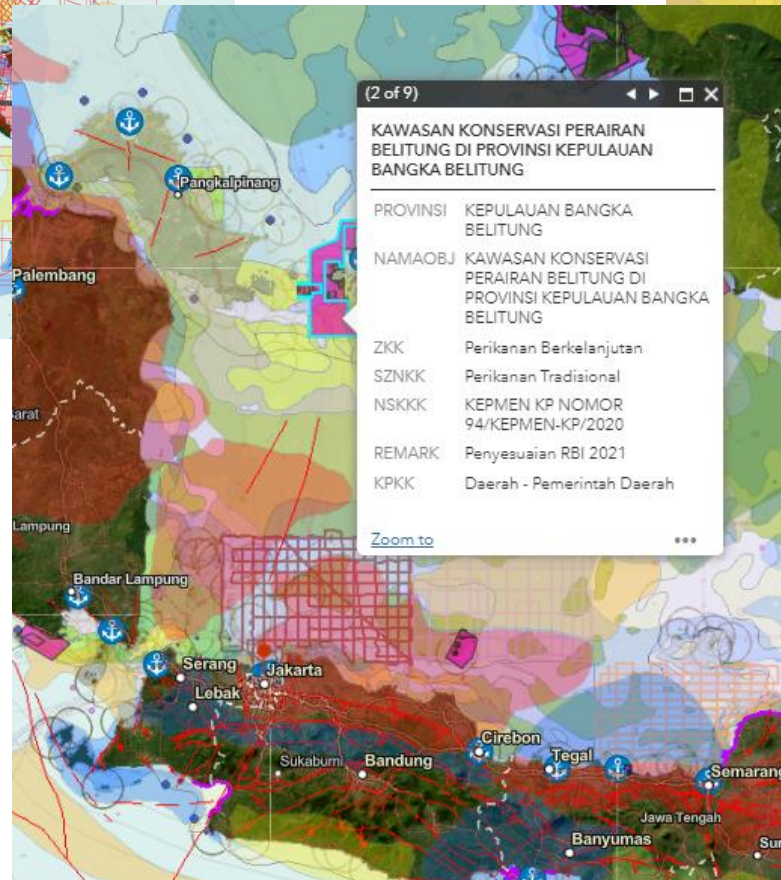 (2 of 9)
KAWASAN KONSERVASI PERAIRAN
BELITUNG DI PROVINSI KEPULAUAN
BANGKA BELITUNG
PROVINSI KEPULAUAN BANGKA
BELITUNG
NAMAOBJ KAWASAN KONSERVASI
PERAIRAN BELITUNG DI
PROVINSI KEPULAUAN BANGKA
BELITUNG
ZKK Perikanan Berkelanjutan
SZNKK Perikanan Tradisional
NSKKK KEPMEN KP NOMOR
94/KEPMEN-KP/2020
REMARK Penyesuaian RBI 2021
KPKK Daerah - Pemerintah Daerah
Zoom to
Pangkalpinang
Palembang
arat
Lampung
Bandar Lampung
Serang
Jakarta
Lebak
Sukabumi
Bandung
Cirebon
Tegal
Semarang
Jawa Tengah
Banyumas
Sur